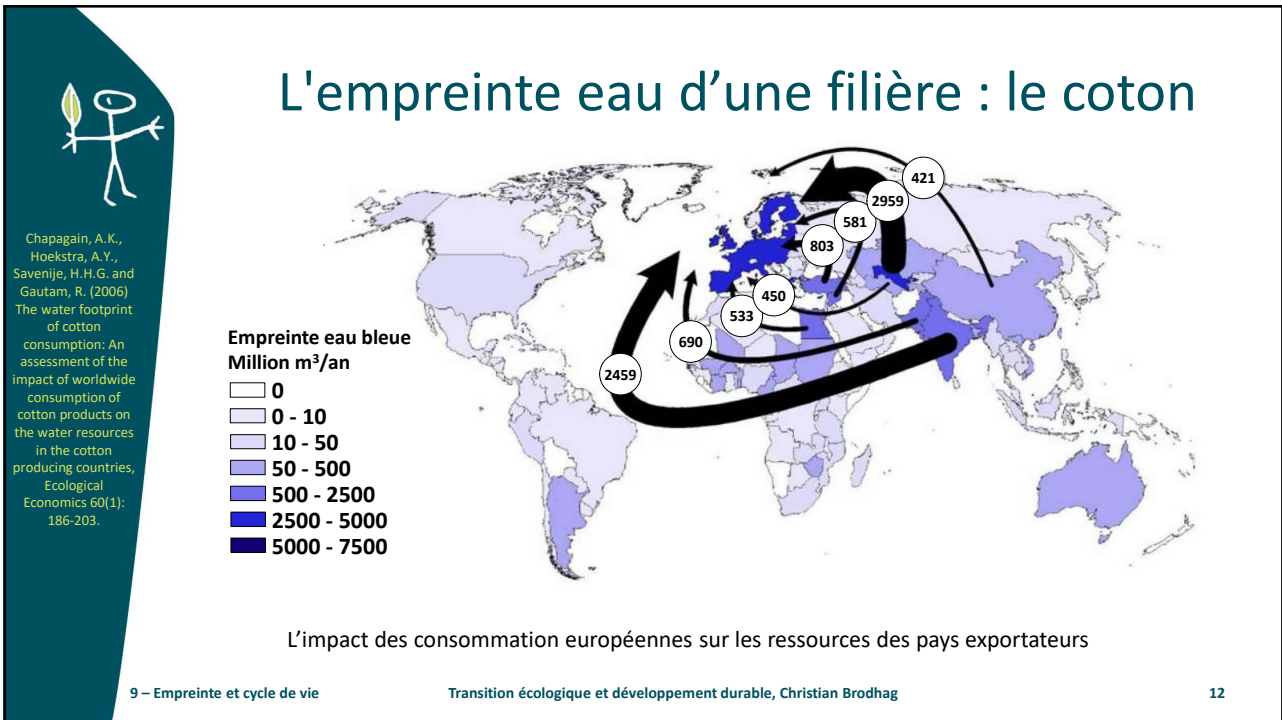 L'empreinte eau d’une filière : le coton
Chapagain, A.K.,
Hoekstra, A.Y.,
Savenije, H.H.G. and
Gautam, R. (2006)
The water footprint
of cotton
consumption: An
assessment of the
impact of worldwide
consumption of
cotton products on
the water resources
in the cotton
producing countries,
Ecological
Economics 60(1):
186-203.
421
2959
581
803
450
533
690
2459
Empreinte eau bleue
Million m³/an
0
0 - 10
10 - 50
50 - 500
500 - 2500
2500 - 5000
5000 - 7500
L’impact des consommation européennes sur les ressources des pays exportateurs
9 – Empreinte et cycle de vie
Transition écologique et développement durable, Christian Brodhag
12